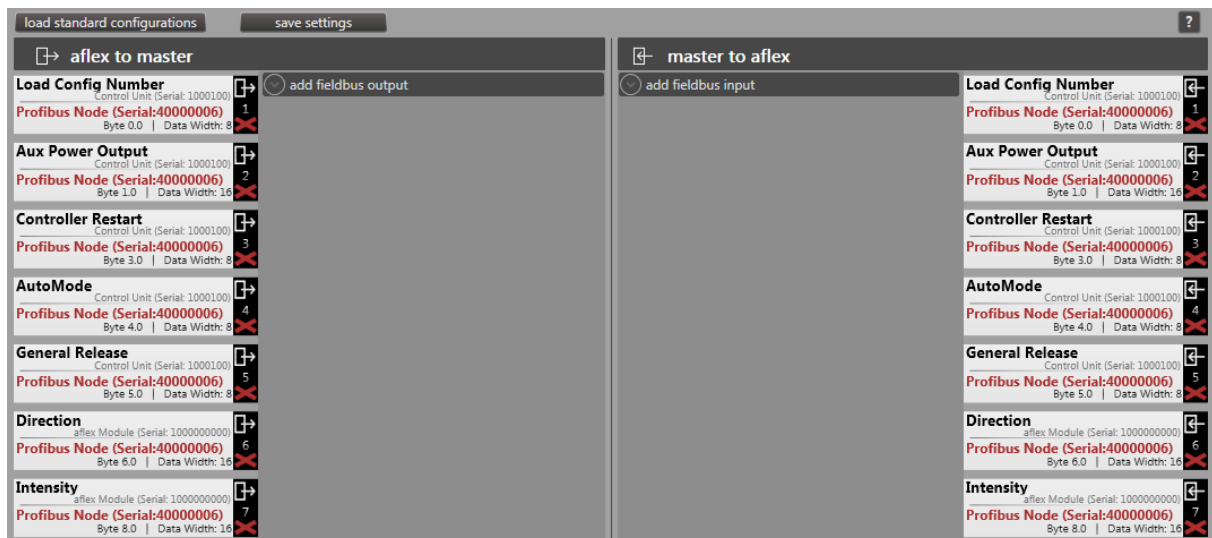 load standard configurations
save settings
?
aflex to master
master to aflex
Load Config Number
Control Unit (Serial: 1000100)
Profibus Node (Serial:40000006)
Byte 0.0 | Data Width: 8
1
add fieldbus output
add fieldbus input
Load Config Number
Control Unit (Serial: 1000100)
Profibus Node (Serial:40000006)
Byte 0.0 | Data Width: 8
1
Aux Power Output
Control Unit (Serial: 1000100)
Profibus Node (Serial:40000006)
Byte 1.0 | Data Width: 16
2
Aux Power Output
Control Unit (Serial: 1000100)
Profibus Node (Serial:40000006)
Byte 1.0 | Data Width: 16
2
Controller Restart
Control Unit (Serial: 1000100)
Profibus Node (Serial:40000006)
Byte 3.0 | Data Width: 8
3
Controller Restart
Control Unit (Serial: 1000100)
Profibus Node (Serial:40000006)
Byte 3.0 | Data Width: 8
3
AutoMode
Control Unit (Serial: 1000100)
Profibus Node (Serial:40000006)
Byte 4.0 | Data Width: 8
4
AutoMode
Control Unit (Serial: 1000100)
Profibus Node (Serial:40000006)
Byte 4.0 | Data Width: 8
4
General Release
Control Unit (Serial: 1000100)
Profibus Node (Serial:40000006)
Byte 5.0 | Data Width: 8
5
General Release
Control Unit (Serial: 1000100)
Profibus Node (Serial:40000006)
Byte 5.0 | Data Width: 8
5
Direction
aflex Module (Serial: 1000000000)
Profibus Node (Serial:40000006)
Byte 6.0 | Data Width: 16
6
Direction
aflex Module (Serial: 1000000000)
Profibus Node (Serial:40000006)
Byte 6.0 | Data Width: 16
6
Intensity
aflex Module (Serial: 1000000000)
Profibus Node (Serial:40000006)
Byte 8.0 | Data Width: 16
7
Intensity
aflex Module (Serial: 1000000000)
Profibus Node (Serial:40000006)
Byte 8.0 | Data Width: 16
7